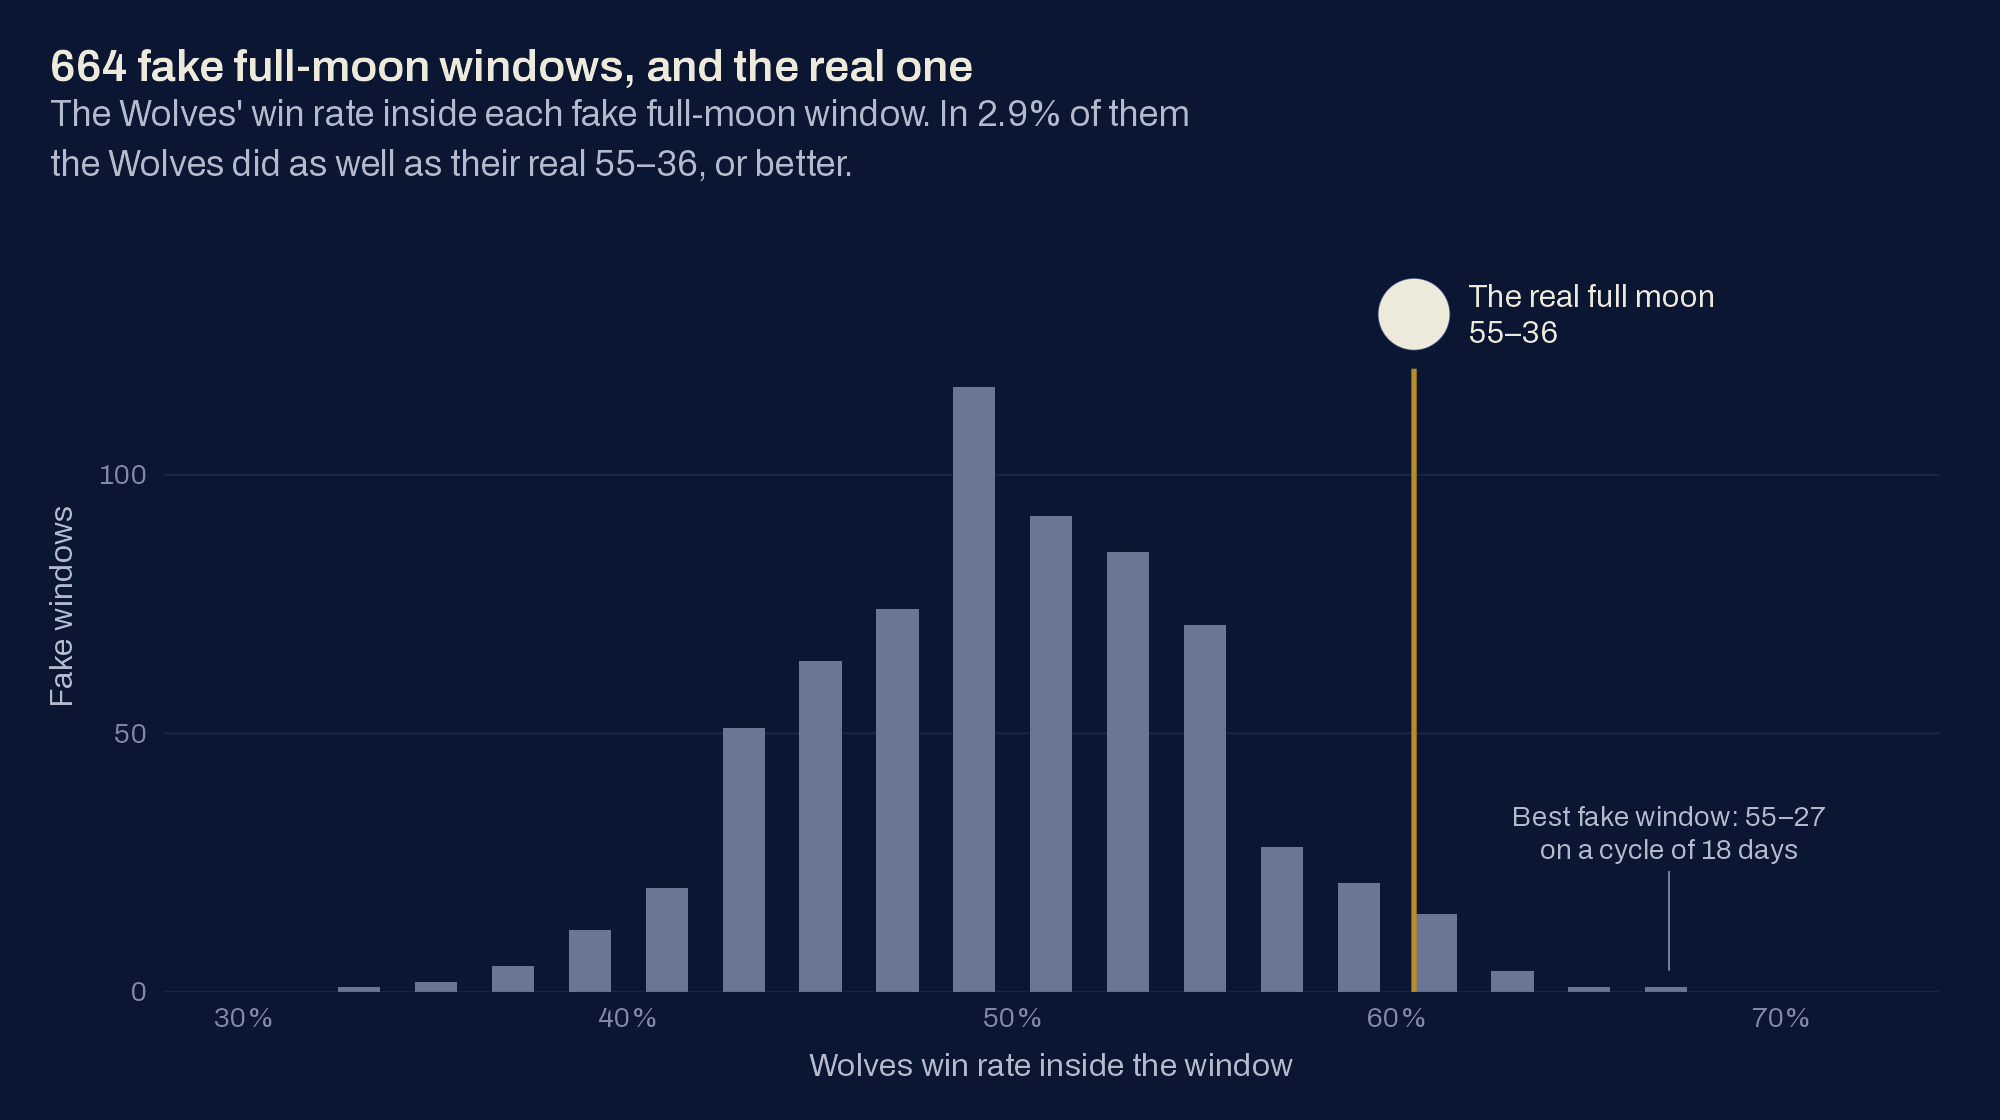 664 fake full-moon windows, and the real one
The Wolves' win rate inside each fake full-moon window. In 2.9% of them
the Wolves did as well as their real 55–36, or better.
The real full moon
55–36
100
50
0
Fake windows
Best fake window: 55–27
on a cycle of 18 days
30%
40%
50%
60%
70%
Wolves win rate inside the window